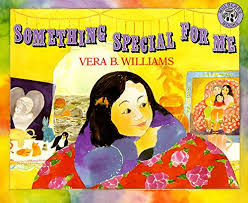 SOMETHING SPECIAL FOR ME
VERA B. WILLIAMS